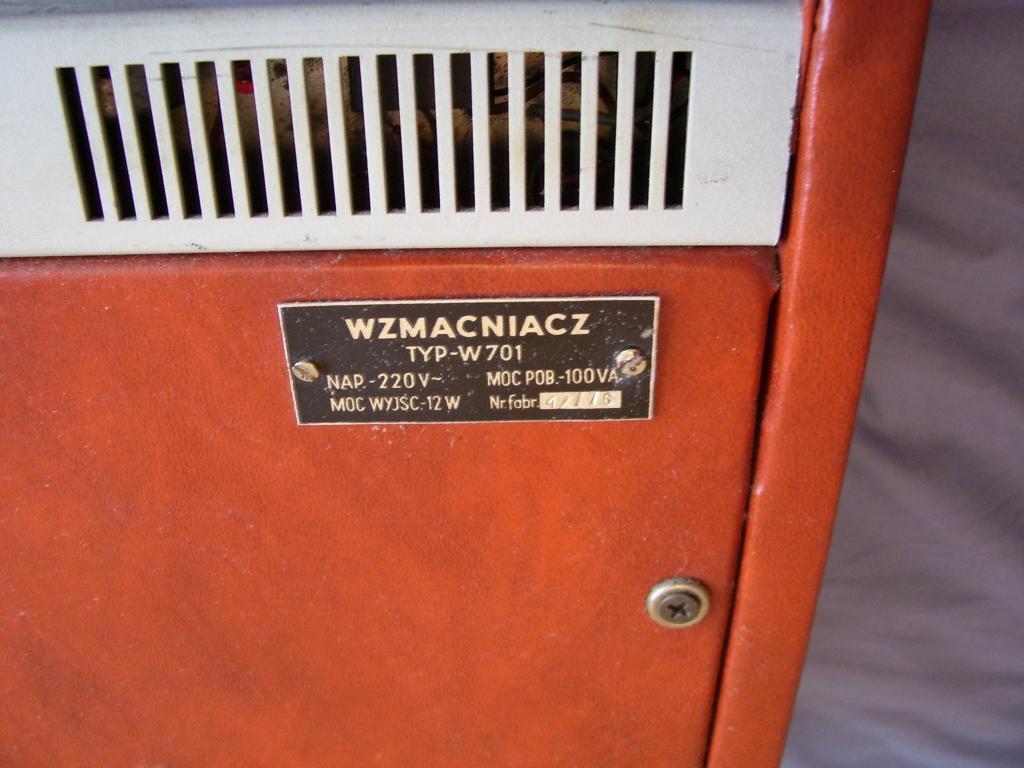 WZMACNIACZ
TYP-W701
NAP.-220V~ MOC POB.-100VA
MOC WYJŚC.-12W Nr.fabr.